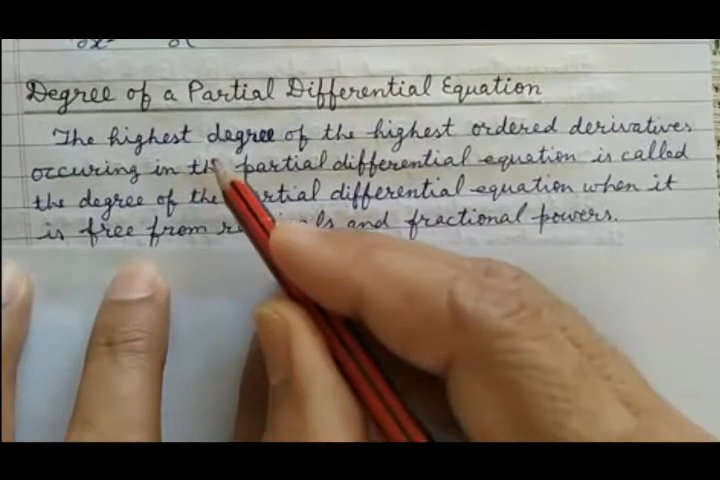 Degree of a Partial Differential Equation
The highest degree of the highest ordered derivatives
occuring in the partial differential equation is called
the degree of the partial differential equation when it
is free from and fractional powers.